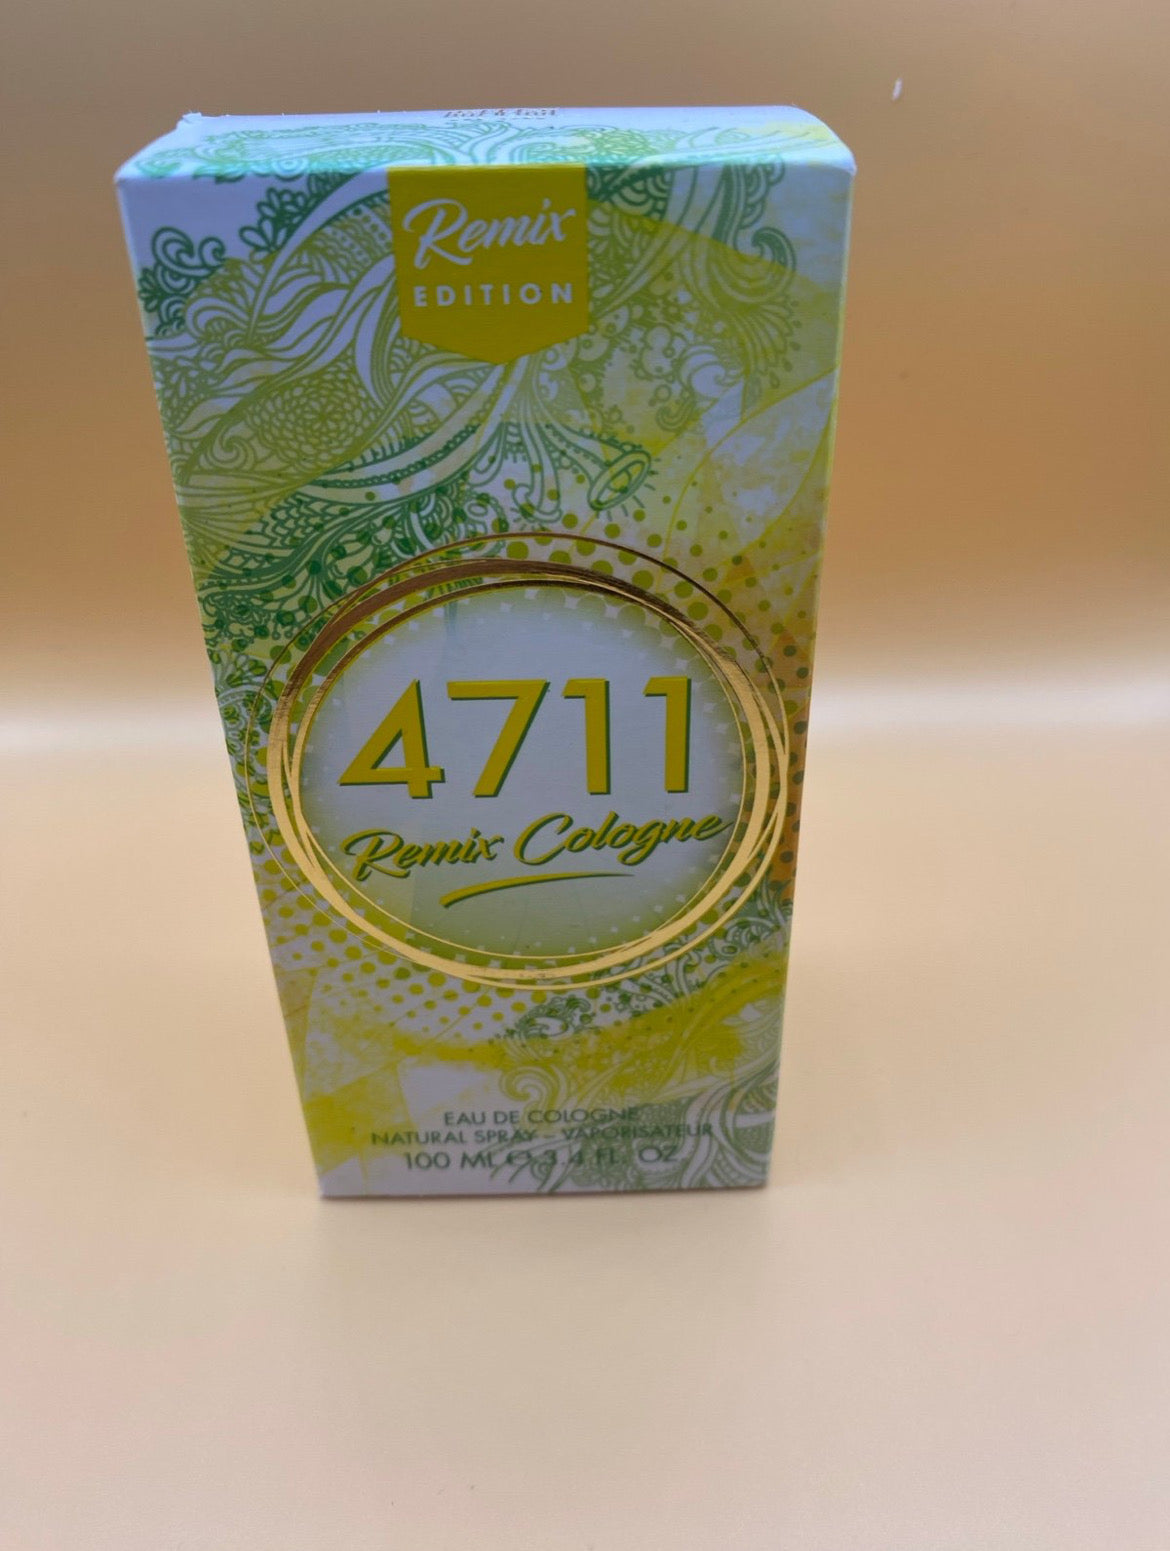 Remix
EDITION
4711
Remix Cologne
EAU DE COLOGNE
NATURAL SPRAY – VAPORISATEUR
100 ML ℮ 3.4 FL. OZ.